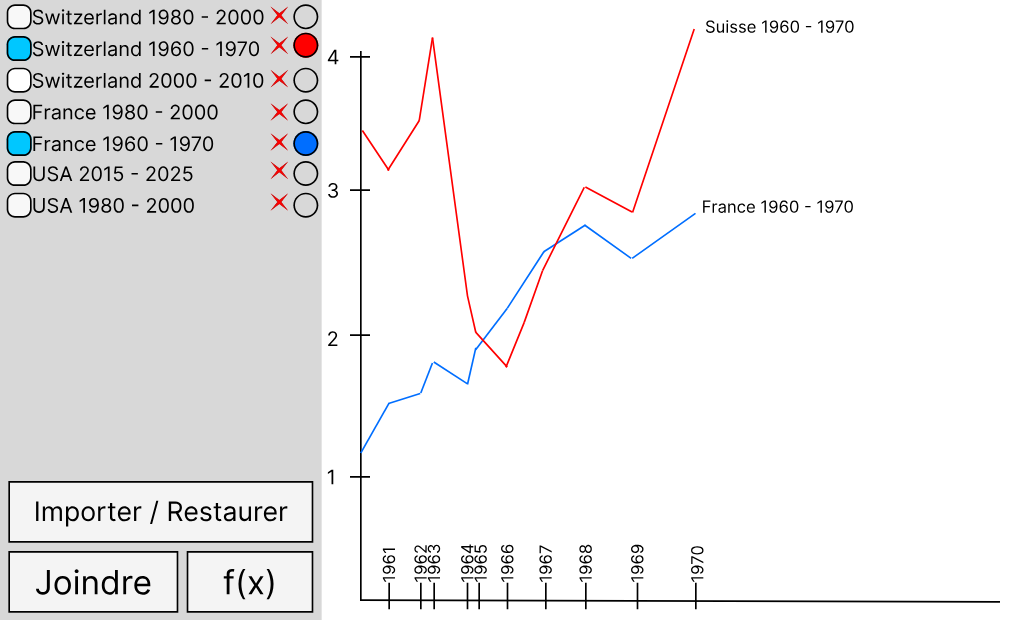 Switzerland 1980 - 2000
Switzerland 1960 - 1970
Switzerland 2000 - 2010
France 1980 - 2000
France 1960 - 1970
USA 2015 - 2025
USA 1980 - 2000
Importer / Restaurer
Joindre
f(x)
4
3
2
1
Suisse 1960 - 1970
France 1960 - 1970
1961
1962
1963
1964
1965
1966
1967
1968
1969
1970